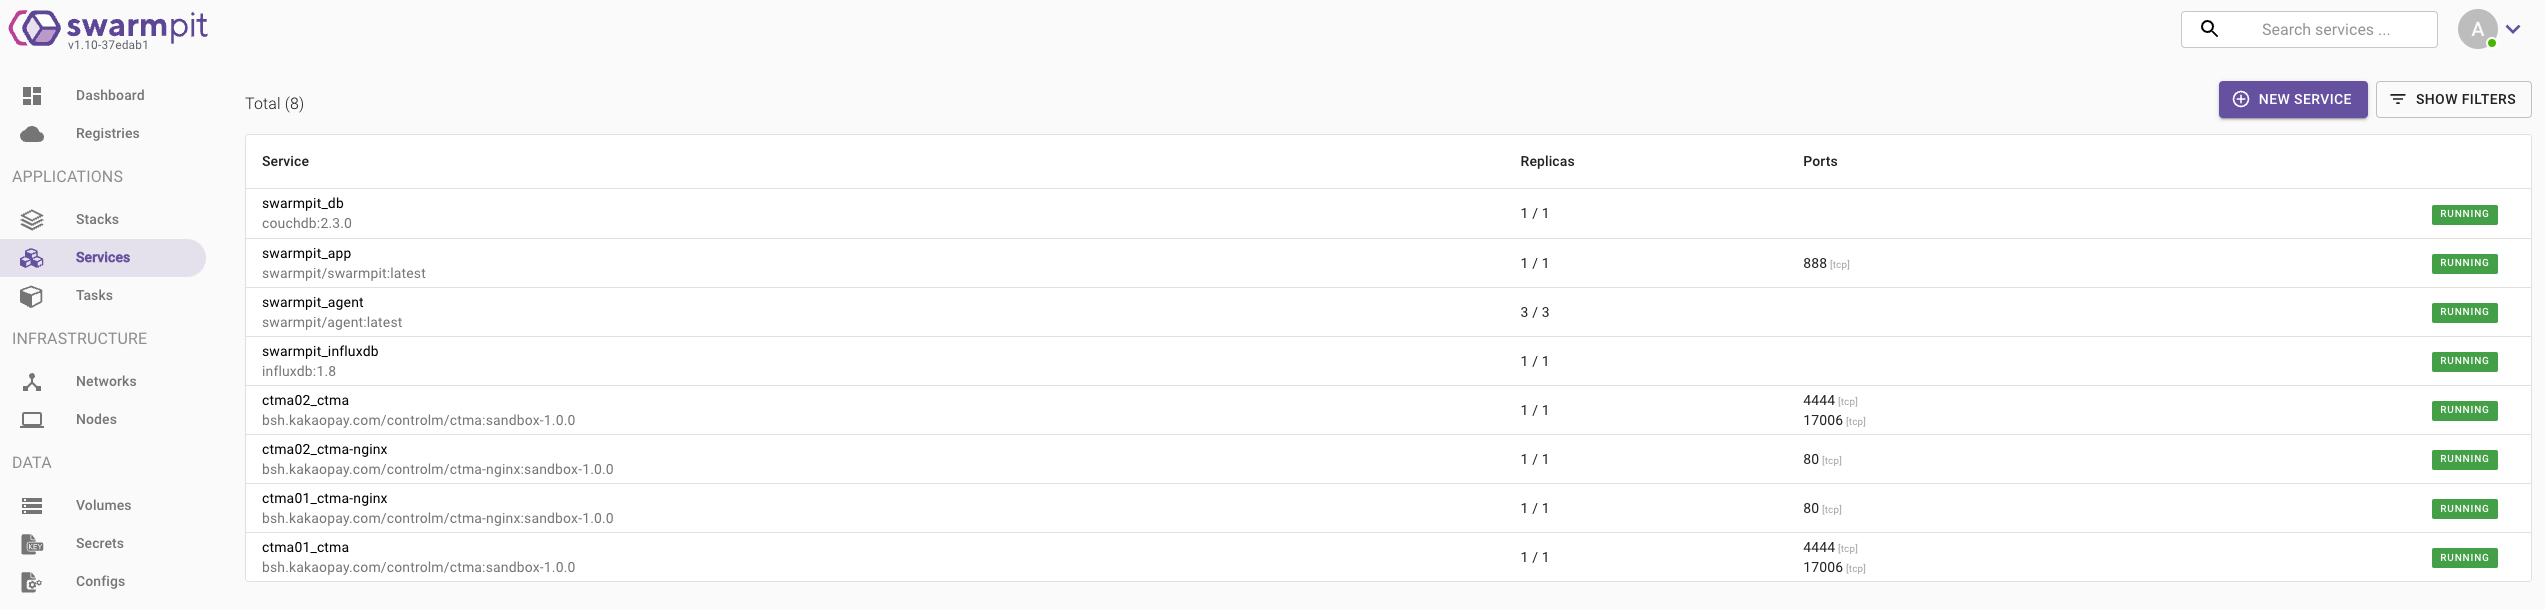 swarmpit
v1.10-37edab1
Search services ...
A
Dashboard
Registries
APPLICATIONS
Stacks
Services
Tasks
INFRASTRUCTURE
Networks
Nodes
DATA
Volumes
KEY
Secrets
Configs
Total (8)
NEW SERVICE
SHOW FILTERS
Service Replicas Ports
swarmpit_db
couchdb:2.3.0
1 / 1
RUNNING
swarmpit_app
swarmpit/swarmpit:latest
1 / 1
888 [tcp]
RUNNING
swarmpit_agent
swarmpit/agent:latest
3 / 3
RUNNING
swarmpit_influxdb
influxdb:1.8
1 / 1
RUNNING
ctma02_ctma
bsh.kakaopay.com/controlm/ctma:sandbox-1.0.0
1 / 1
4444 [tcp]
17006 [tcp]
RUNNING
ctma02_ctma-nginx
bsh.kakaopay.com/controlm/ctma-nginx:sandbox-1.0.0
1 / 1
80 [tcp]
RUNNING
ctma01_ctma-nginx
bsh.kakaopay.com/controlm/ctma-nginx:sandbox-1.0.0
1 / 1
80 [tcp]
RUNNING
ctma01_ctma
bsh.kakaopay.com/controlm/ctma:sandbox-1.0.0
1 / 1
4444 [tcp]
17006 [tcp]
RUNNING